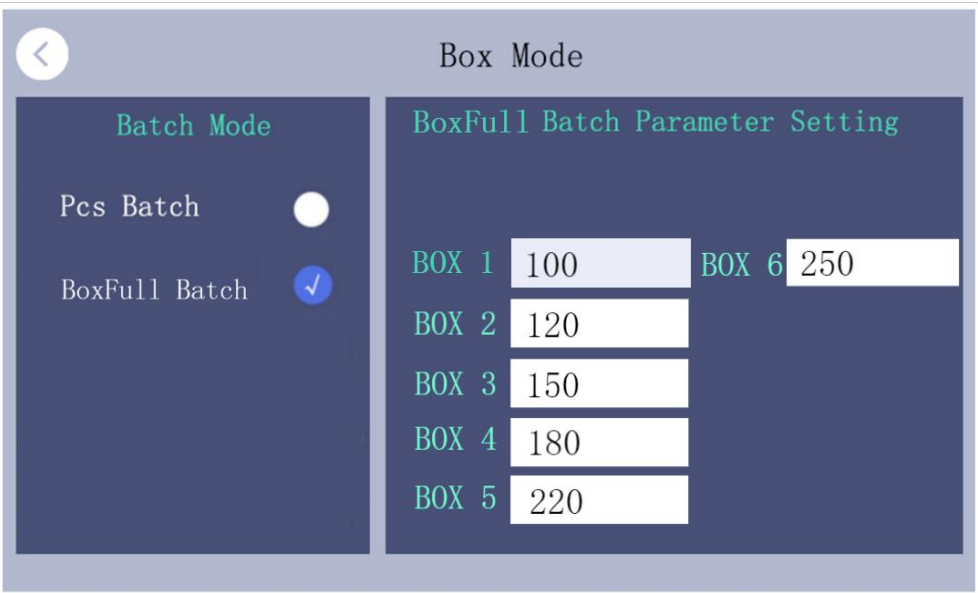 Box Mode
Batch Mode
Pcs Batch
BoxFull Batch
BoxFull Batch Parameter Setting
BOX 1 100 BOX 6 250
BOX 2 120
BOX 3 150
BOX 4 180
BOX 5 220